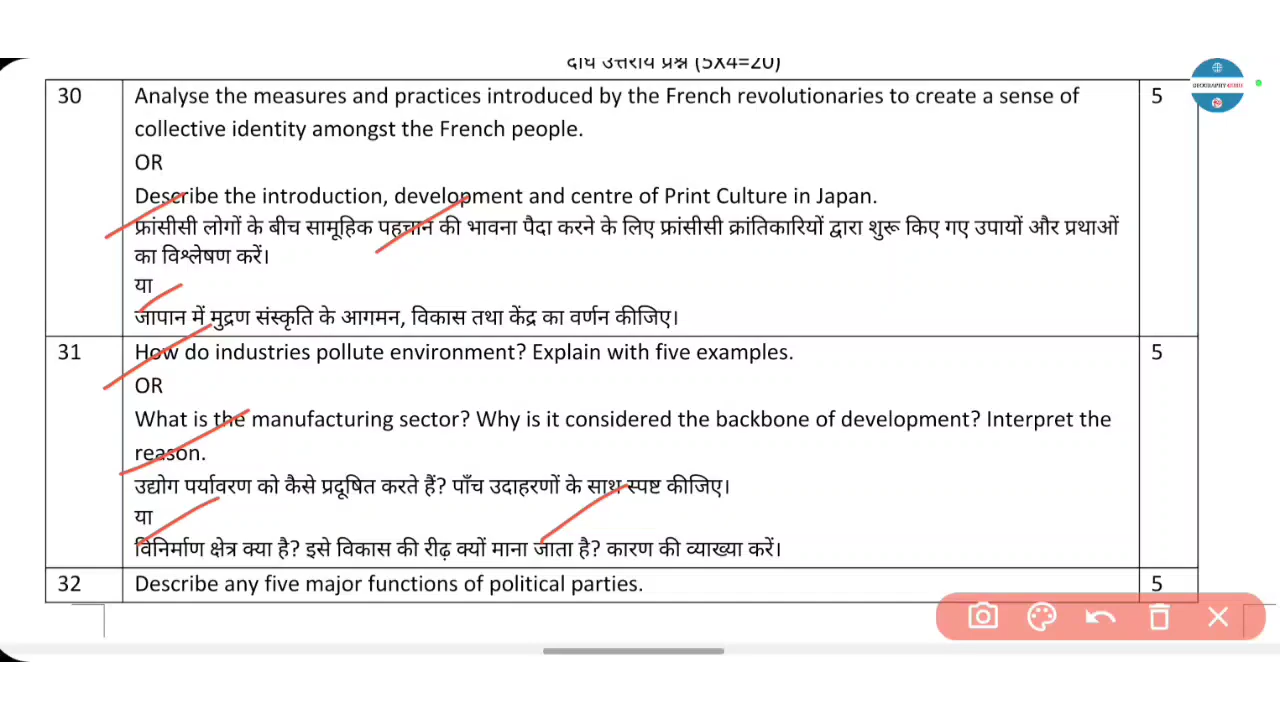 दीर्घ उत्तरीय प्रश्न (5X4=20)
30 Analyse the measures and practices introduced by the French revolutionaries to create a sense of 5
collective identity amongst the French people.
OR
Describe the introduction, development and centre of Print Culture in Japan.
फ्रांसीसी लोगों के बीच सामूहिक पहचान की भावना पैदा करने के लिए फ्रांसीसी क्रांतिकारियों द्वारा शुरू किए गए उपायों और प्रथाओं
का विश्लेषण करें।
या
जापान में मुद्रण संस्कृति के आगमन, विकास तथा केंद्र का वर्णन कीजिए।
31 How do industries pollute environment? Explain with five examples. 5
OR
What is the manufacturing sector? Why is it considered the backbone of development? Interpret the
reason.
उद्योग पर्यावरण को कैसे प्रदूषित करते हैं? पाँच उदाहरणों के साथ स्पष्ट कीजिए।
या
विनिर्माण क्षेत्र क्या है? इसे विकास की रीढ़ क्यों माना जाता है? कारण की व्याख्या करें।
32 Describe any five major functions of political parties. 5